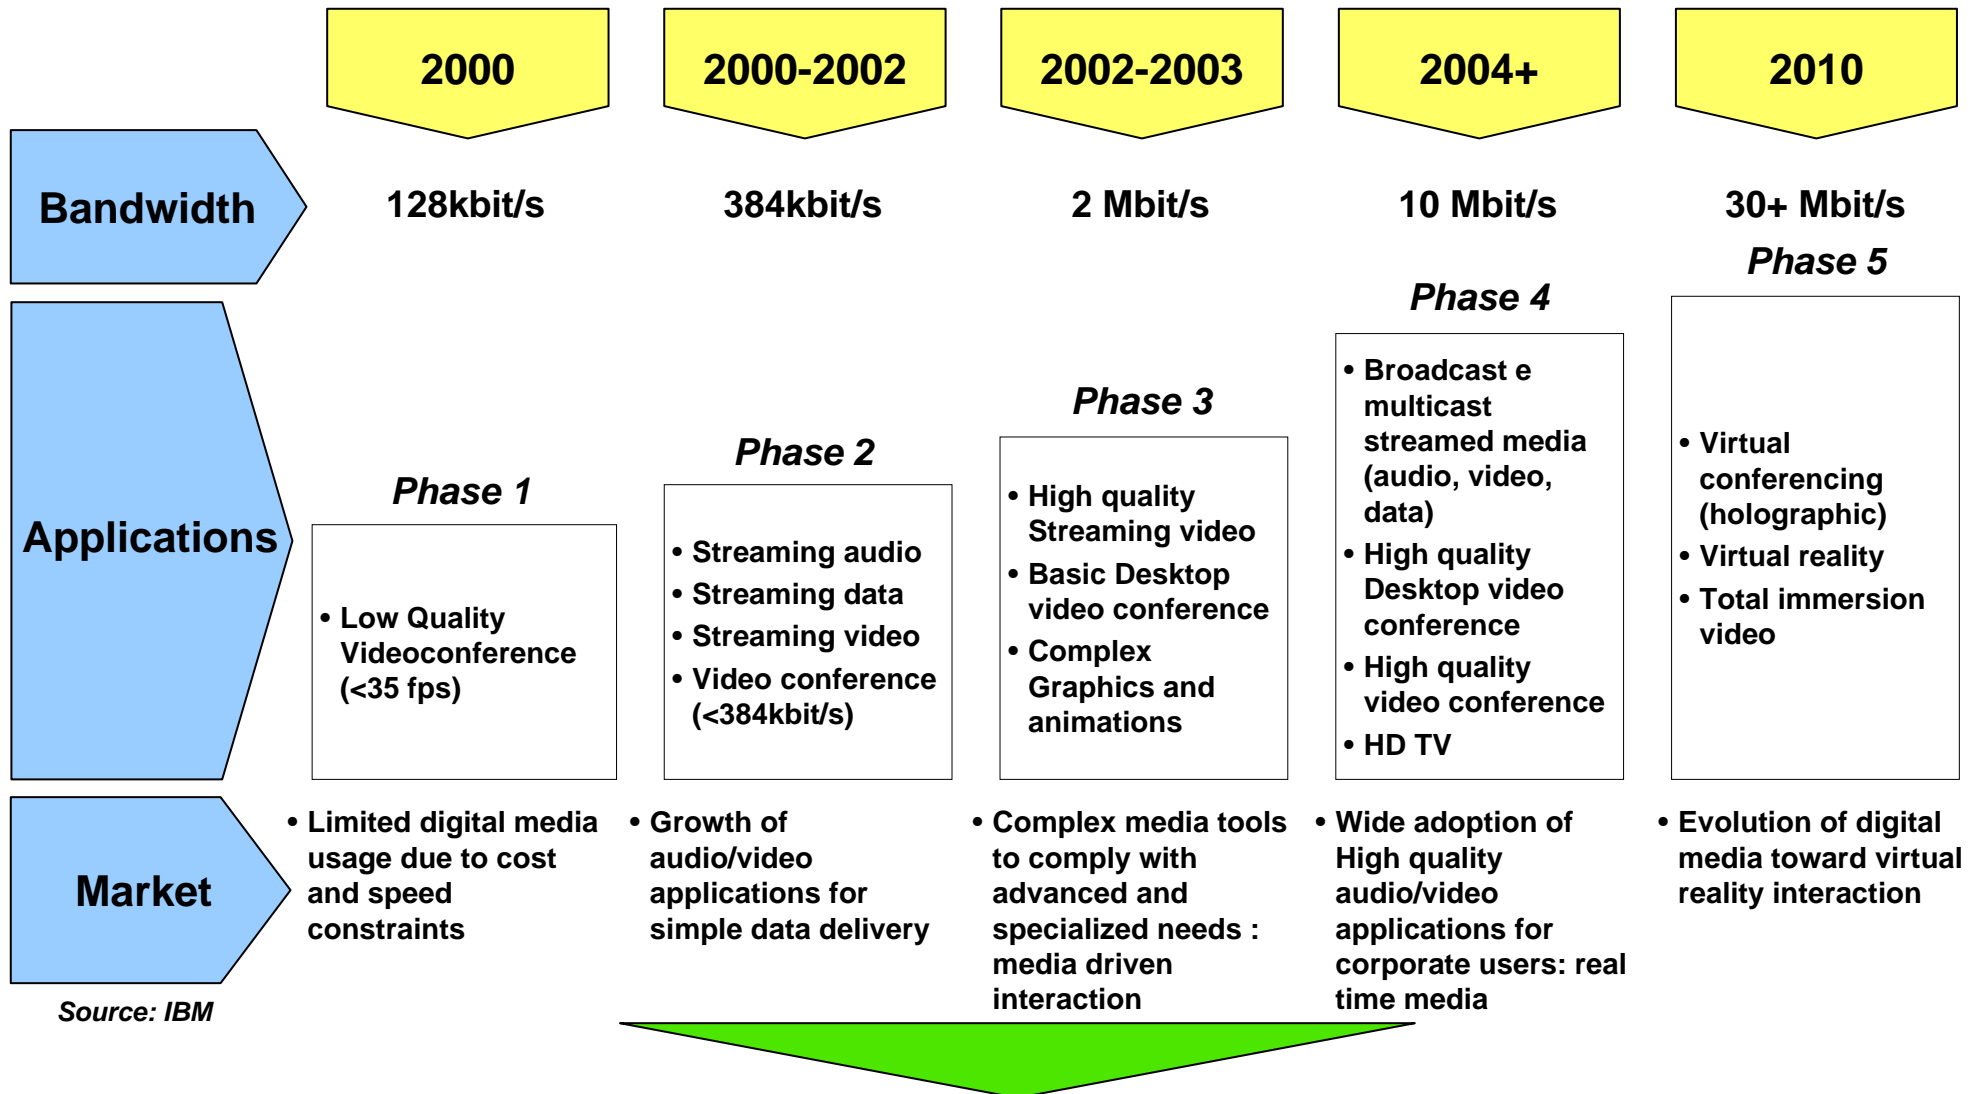 2000
2000-2002
2002-2003
2004+
2010
Bandwidth
128kbit/s
384kbit/s
2 Mbit/s
10 Mbit/s
30+ Mbit/s
Applications
Phase 1
• Low Quality
Videoconference
(<35 fps)
Phase 2
• Streaming audio
• Streaming data
• Streaming video
• Video conference
(<384kbit/s)
Phase 3
• High quality
Streaming video
• Basic Desktop
video conference
• Complex
Graphics and
animations
Phase 4
• Broadcast e
multicast
streamed media
(audio, video,
data)
• High quality
Desktop video
conference
• High quality
video conference
• HD TV
Phase 5
• Virtual
conferencing
(holographic)
• Virtual reality
• Total immersion
video
Market
• Limited digital media
usage due to cost
and speed
constraints
• Growth of
audio/video
applications for
simple data delivery
• Complex media tools
to comply with
advanced and
specialized needs :
media driven
interaction
• Wide adoption of
High quality
audio/video
applications for
corporate users: real
time media
• Evolution of digital
media toward virtual
reality interaction
Source: IBM